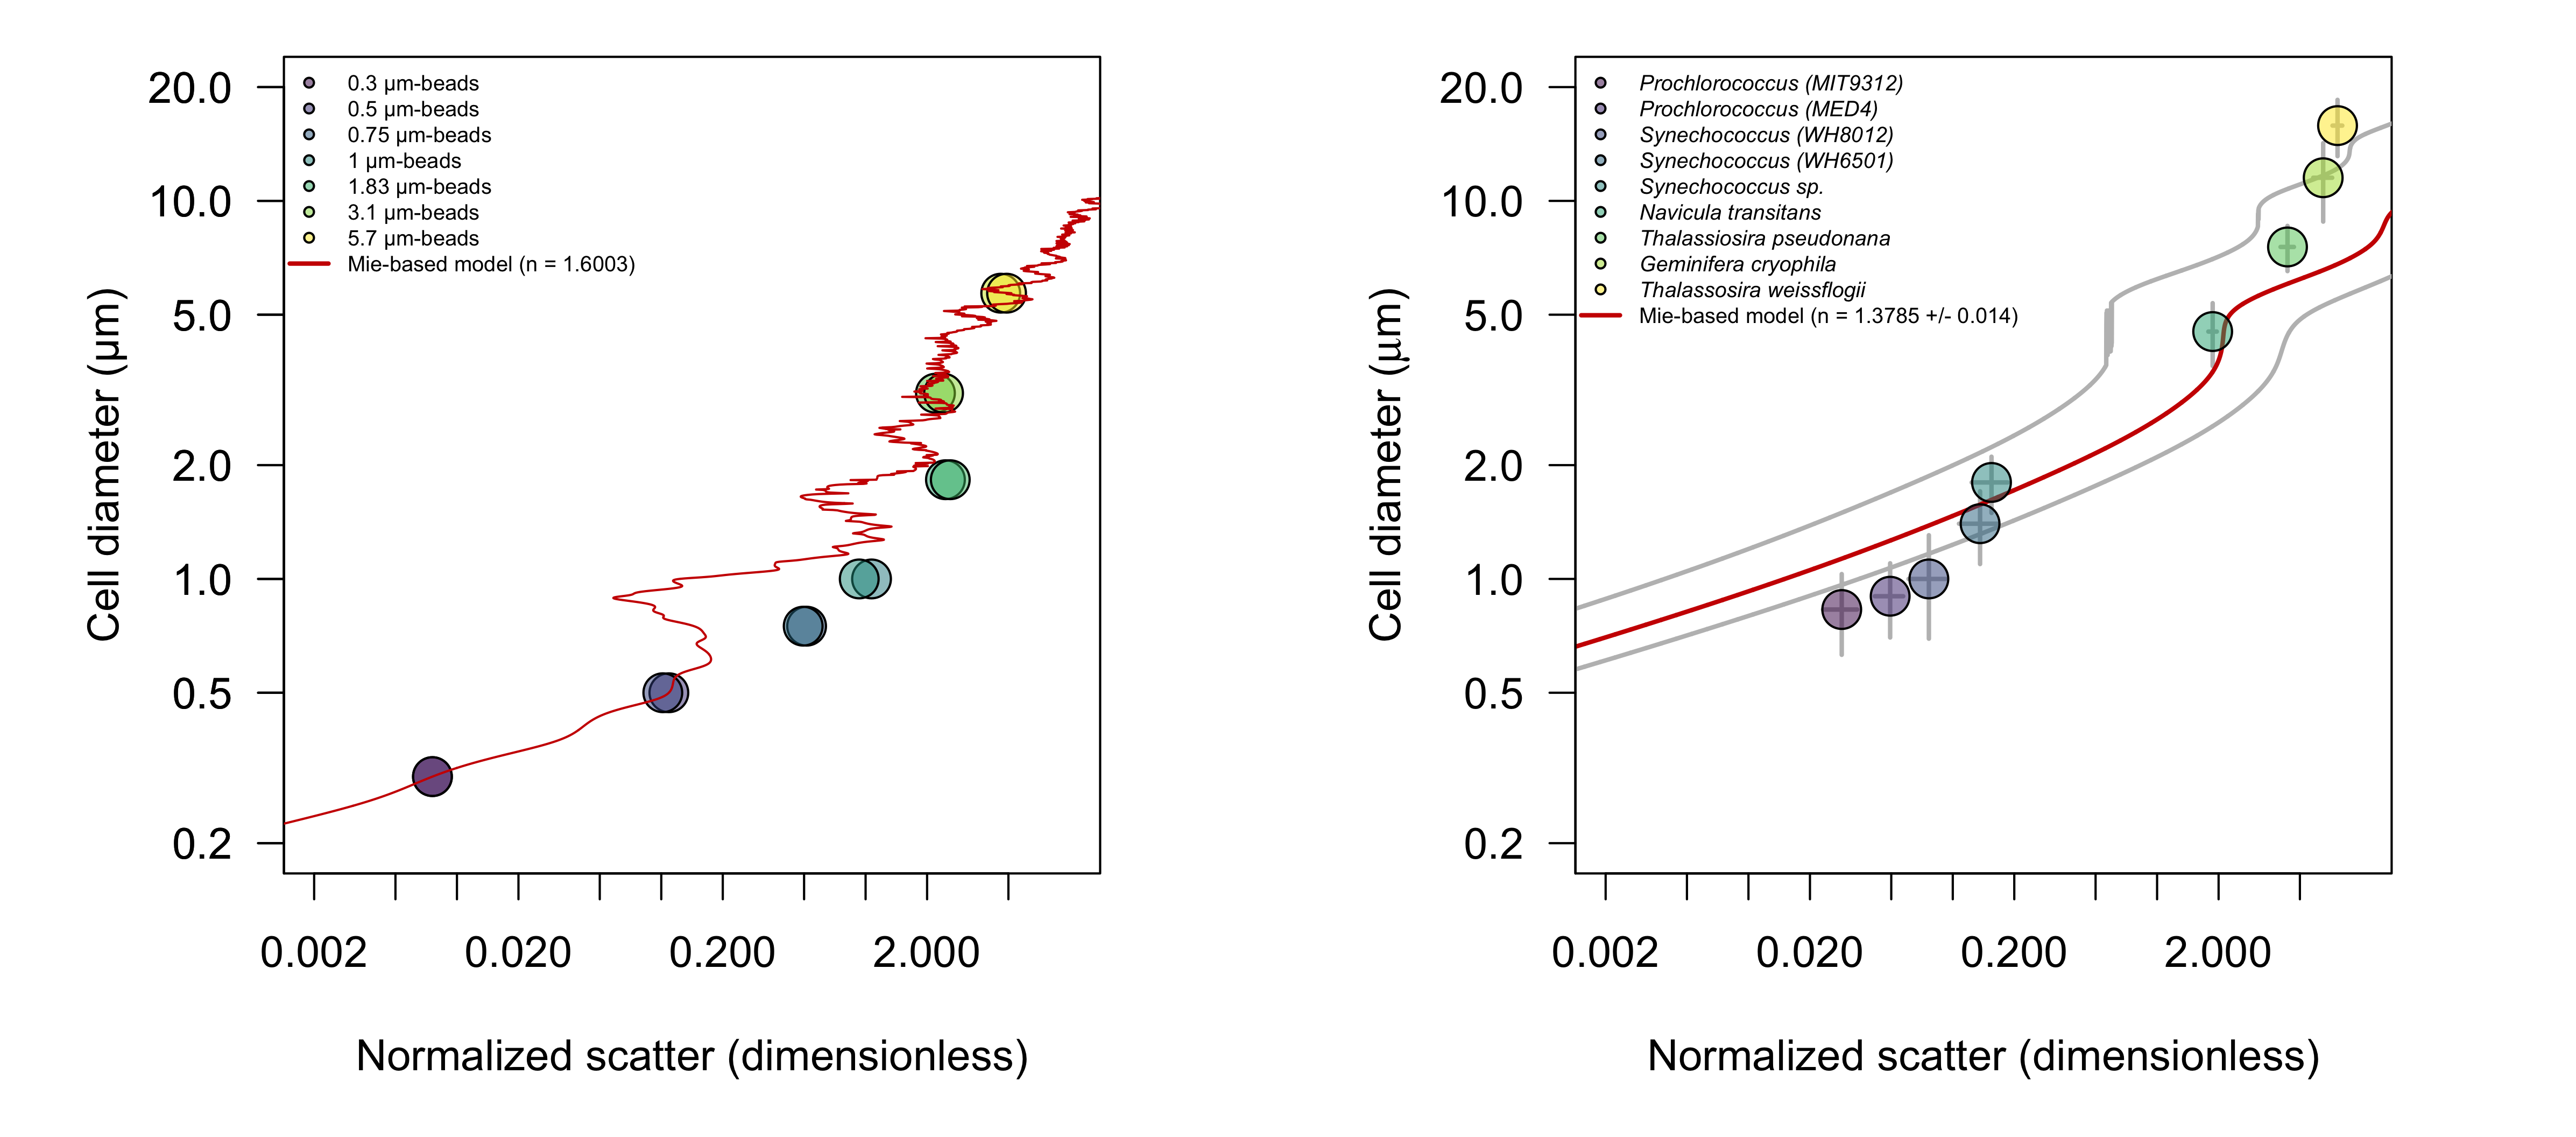 20.0
10.0
5.0
2.0
1.0
0.5
0.2
Cell diameter (µm)
0.3 µm-beads
0.5 µm-beads
0.75 µm-beads
1 µm-beads
1.83 µm-beads
3.1 µm-beads
5.7 µm-beads
Mie-based model (n = 1.6003)
0.002 0.020 0.200 2.000
Normalized scatter (dimensionless)
20.0
10.0
5.0
2.0
1.0
0.5
0.2
Cell diameter (µm)
Prochlorococcus (MIT9312)
Prochlorococcus (MED4)
Synechococcus (WH8012)
Synechococcus (WH6501)
Synechococcus sp.
Navicula transitans
Thalassiosira pseudonana
Geminifera cryophila
Thalassosira weissflogii
Mie-based model (n = 1.3785 +/- 0.014)
0.002 0.020 0.200 2.000
Normalized scatter (dimensionless)